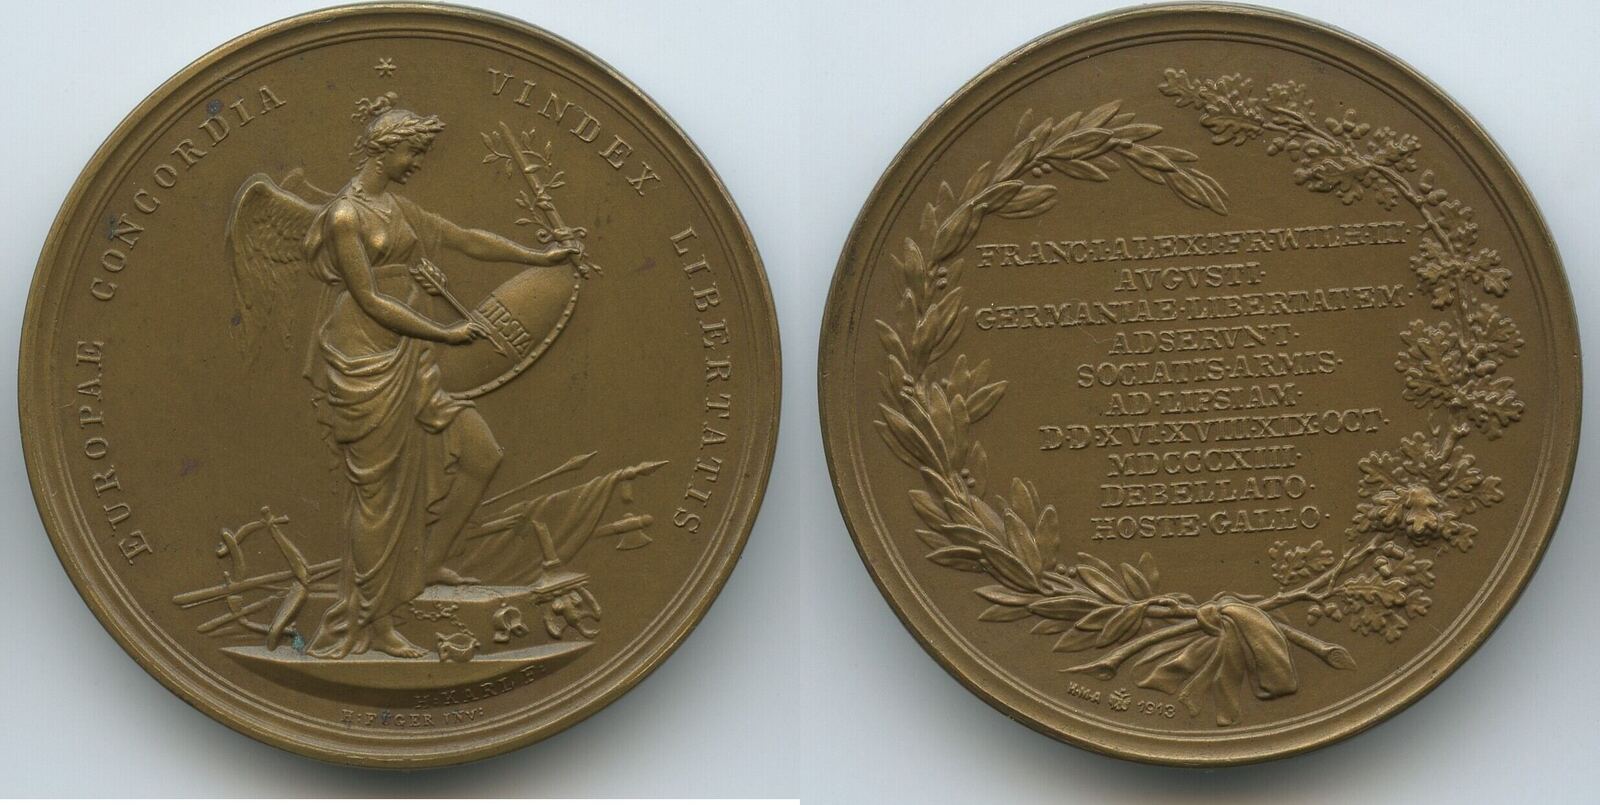 EUROPAE CONCORDIA * VINDEX LIBERTATIS
LIPSIA
H: KARL F:
H: FÜGER INV:
FRANC·I·ALEX·I·FR·WILH·III·
AVGVSTI·
GERMANIAE·LIBERTATEM·
ADSERVNT·
SOCIATIS·ARMIS·
AD·LIPSIAM·
D·D·XVI·XVIII·XIX·OCT·
MDCCCXIII·
DEBELLATO·
HOSTE·GALLO·
H·M·A 1913